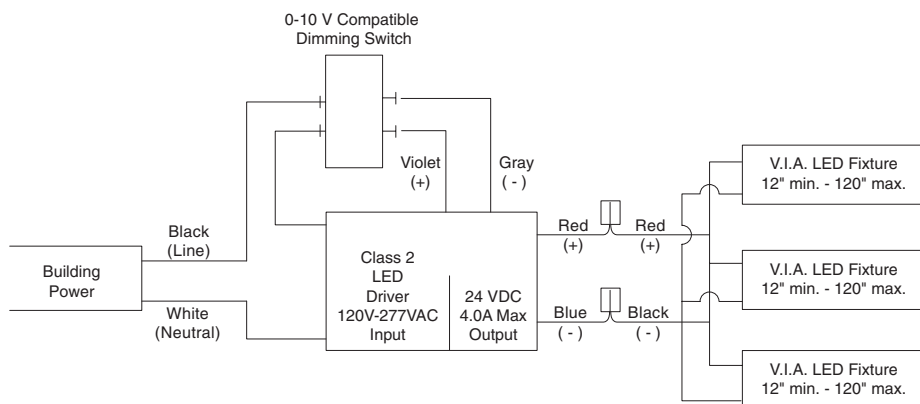 0-10 V Compatible
Dimming Switch
Violet
(+)
Gray
( - )
Black
(Line)
Building
Power
White
(Neutral)
Class 2
LED
Driver
120V-277VAC
Input
24 VDC
4.0A Max
Output
Red
(+)
Red
(+)
Blue
( - )
Black
( - )
V.I.A. LED Fixture
12" min. - 120" max.
V.I.A. LED Fixture
12" min. - 120" max.
V.I.A. LED Fixture
12" min. - 120" max.